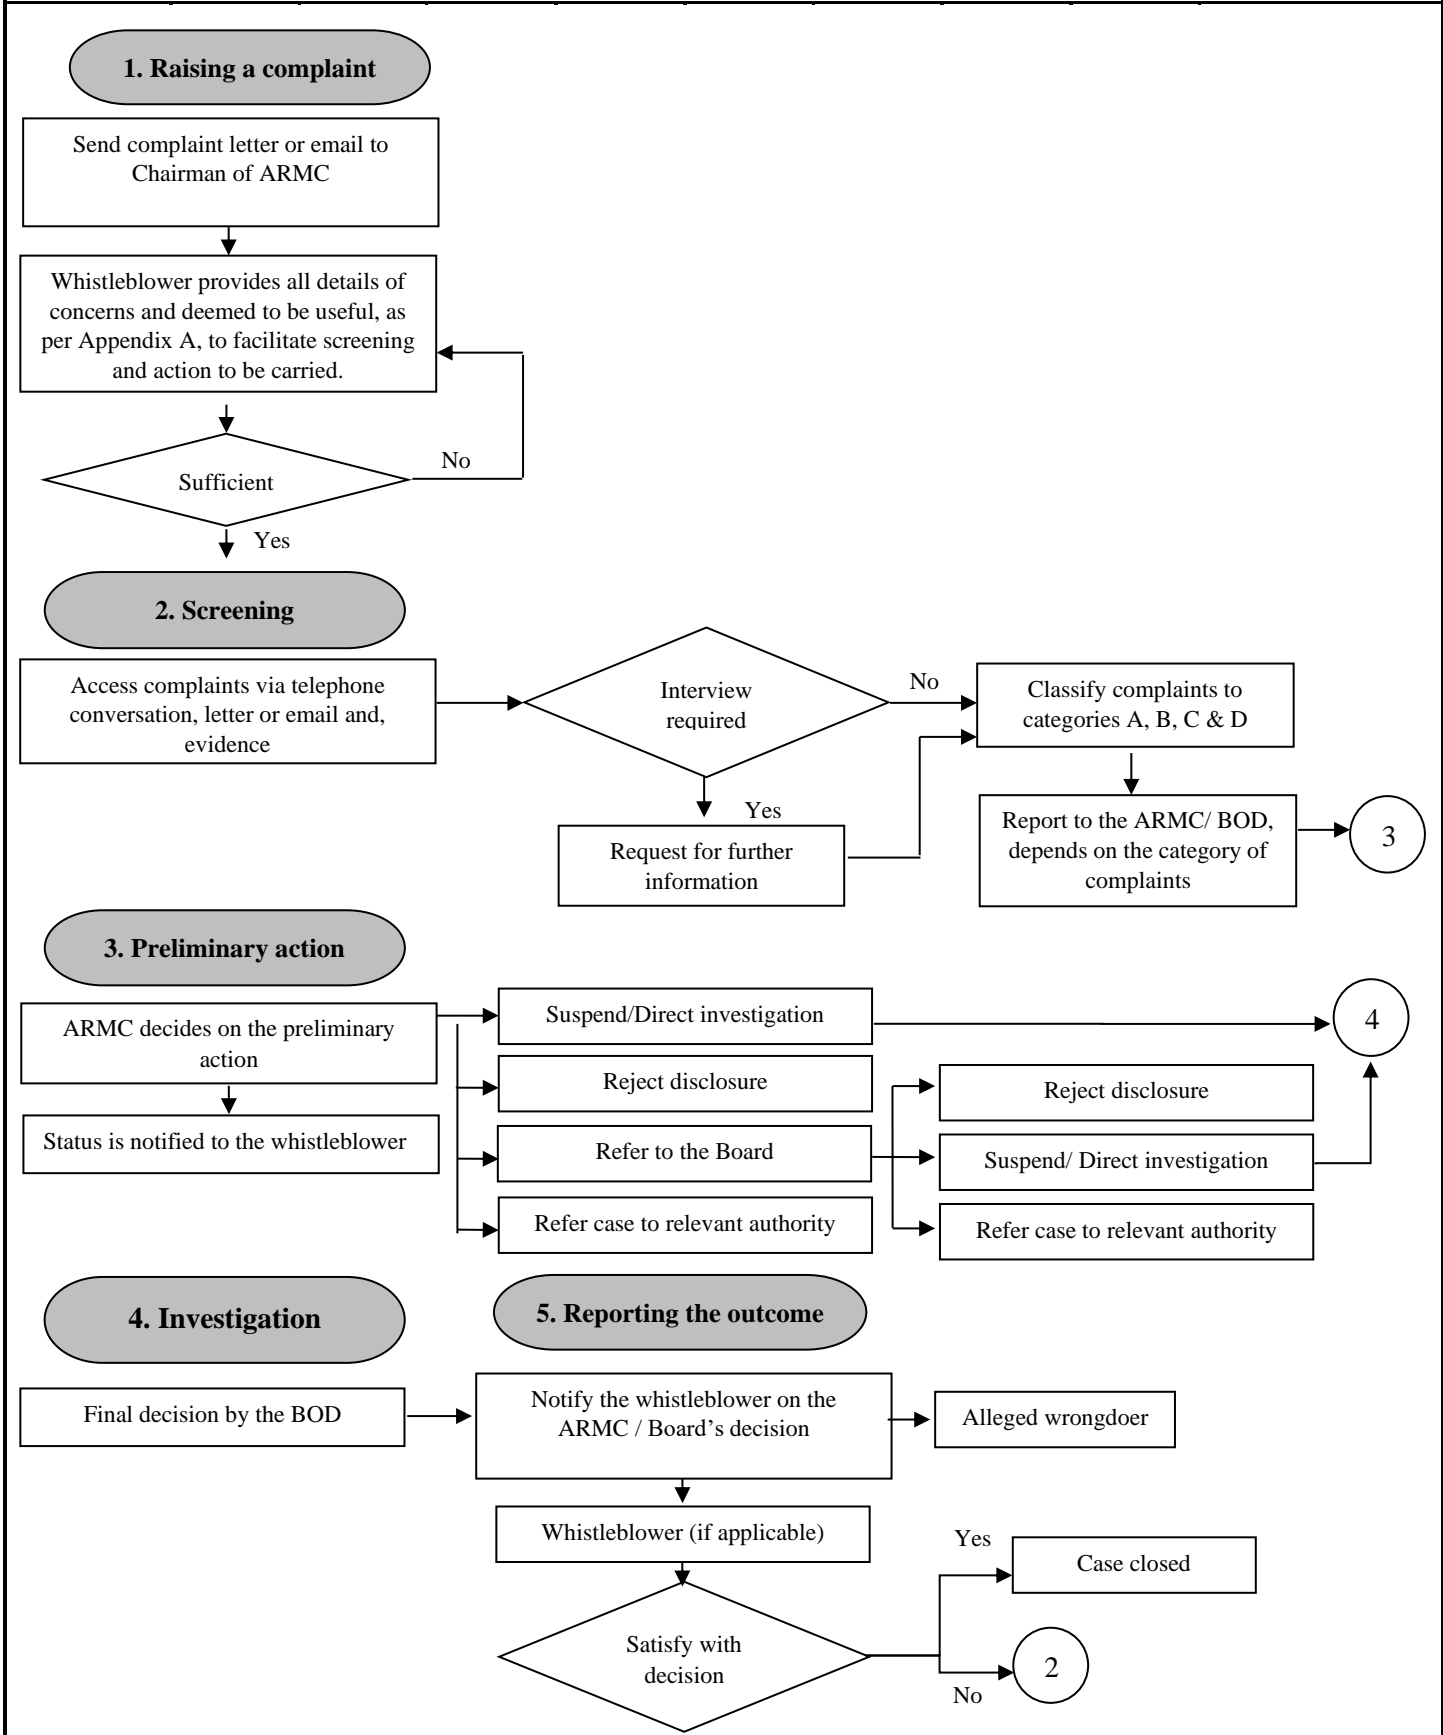 1. Raising a complaint
Send complaint letter or email to
Chairman of ARMC
Whistleblower provides all details of
concerns and deemed to be useful, as
per Appendix A, to facilitate screening
and action to be carried.
Sufficient
No
Yes
2. Screening
Access complaints via telephone
conversation, letter or email and,
evidence
Interview
required
No
Yes
Request for further
information
Classify complaints to
categories A, B, C & D
Report to the ARMC/ BOD,
depends on the category of
complaints
3
3. Preliminary action
ARMC decides on the preliminary
action
Status is notified to the whistleblower
Suspend/Direct investigation
Reject disclosure
Refer to the Board
Refer case to relevant authority
4
Reject disclosure
Suspend/ Direct investigation
Refer case to relevant authority
4. Investigation
Final decision by the BOD
5. Reporting the outcome
Notify the whistleblower on the
ARMC / Board’s decision
Alleged wrongdoer
Whistleblower (if applicable)
Satisfy with
decision
Yes
Case closed
No
2